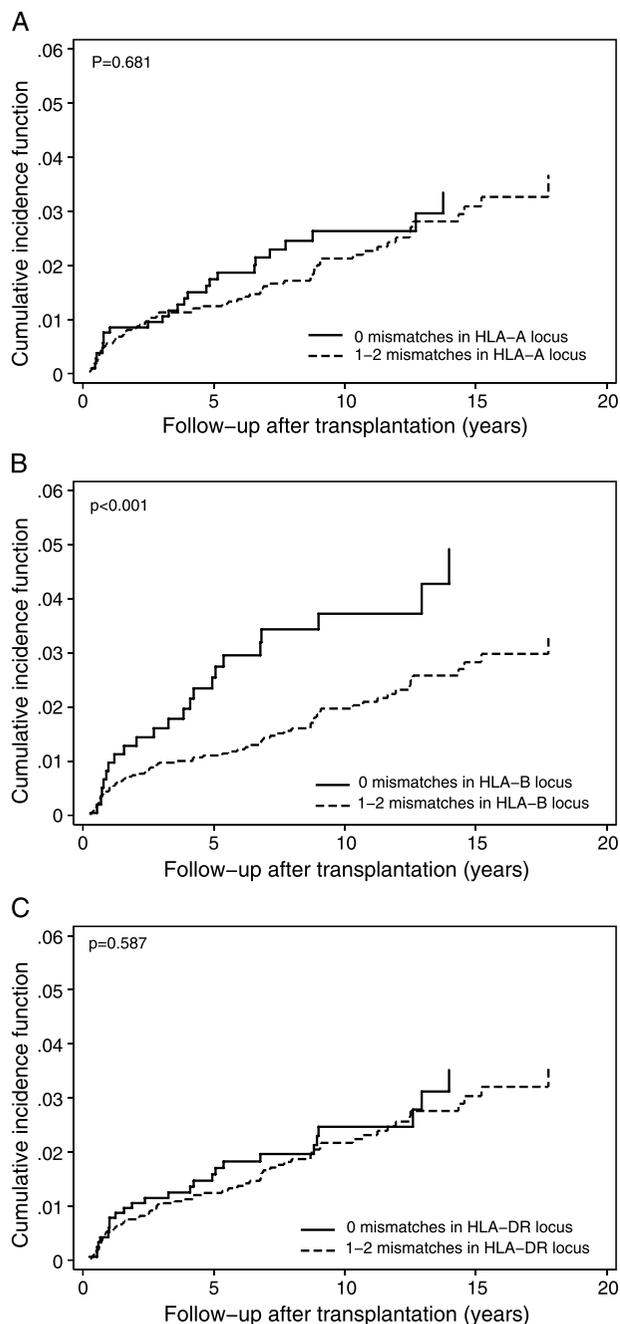 A
P=0.681
Cumulative incidence function
.06
.05
.04
.03
.02
.01
0
0 mismatches in HLA–A locus
1–2 mismatches in HLA–A locus
0 5 10 15 20
Follow–up after transplantation (years)
B
p<0.001
Cumulative incidence function
.06
.05
.04
.03
.02
.01
0
0 mismatches in HLA–B locus
1–2 mismatches in HLA–B locus
0 5 10 15 20
Follow–up after transplantation (years)
C
p=0.587
Cumulative incidence function
.06
.05
.04
.03
.02
.01
0
0 mismatches in HLA–DR locus
1–2 mismatches in HLA–DR locus
0 5 10 15 20
Follow–up after transplantation (years)